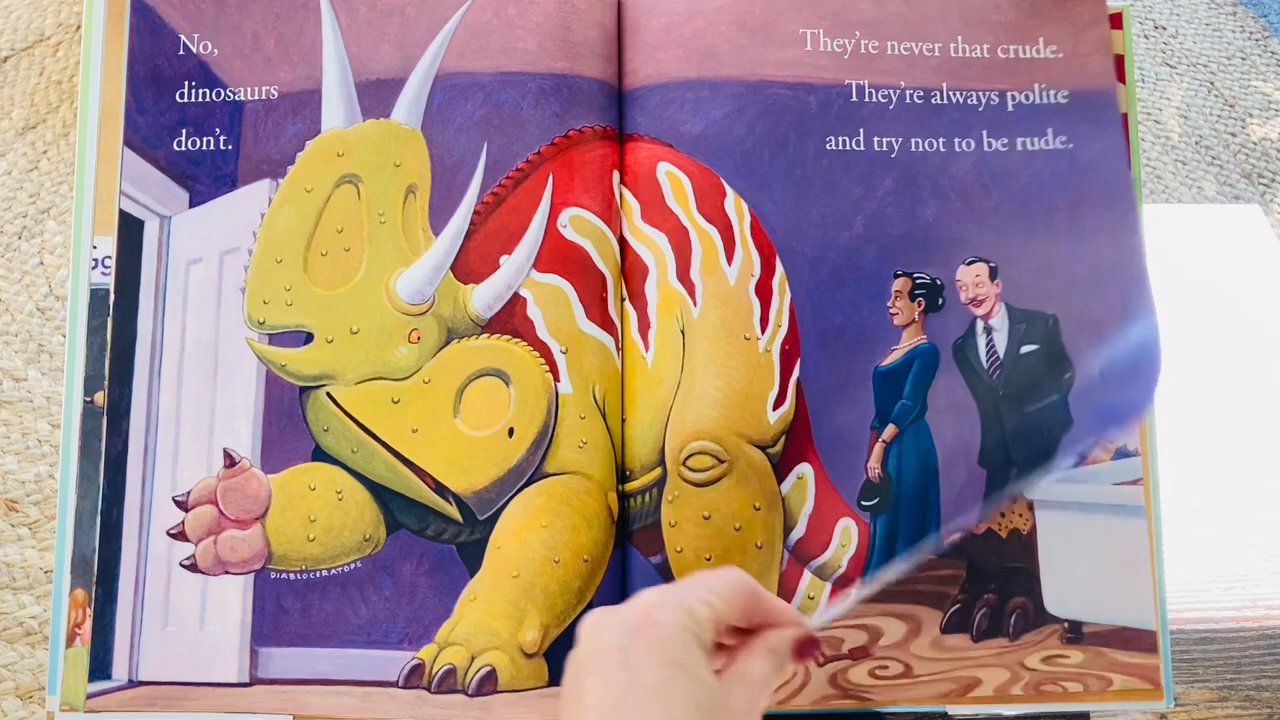 No,
dinosaurs
don't.
They're never that crude.
They're always polite
and try not to be rude.
DIABLOCERATOPS